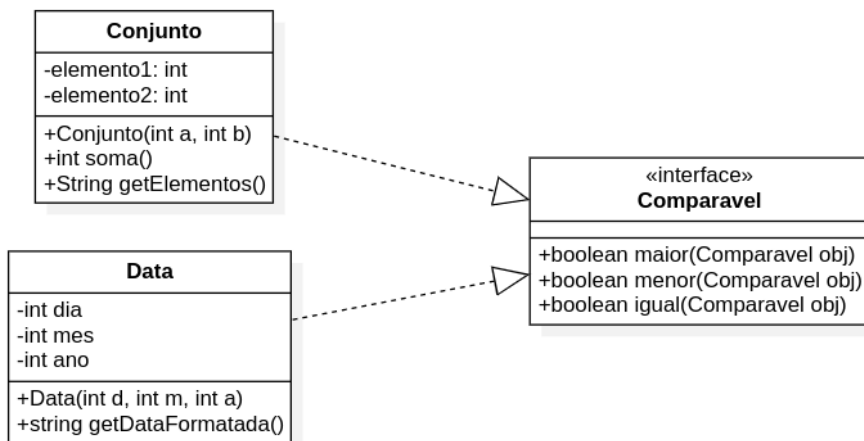 Conjunto
-elemento1: int
-elemento2: int
+Conjunto(int a, int b)
+int soma()
+String getElementos()
«interface»
Comparavel
+boolean maior(Comparavel obj)
+boolean menor(Comparavel obj)
+boolean igual(Comparavel obj)
Data
-int dia
-int mes
-int ano
+Data(int d, int m, int a)
+string getDataFormatada()